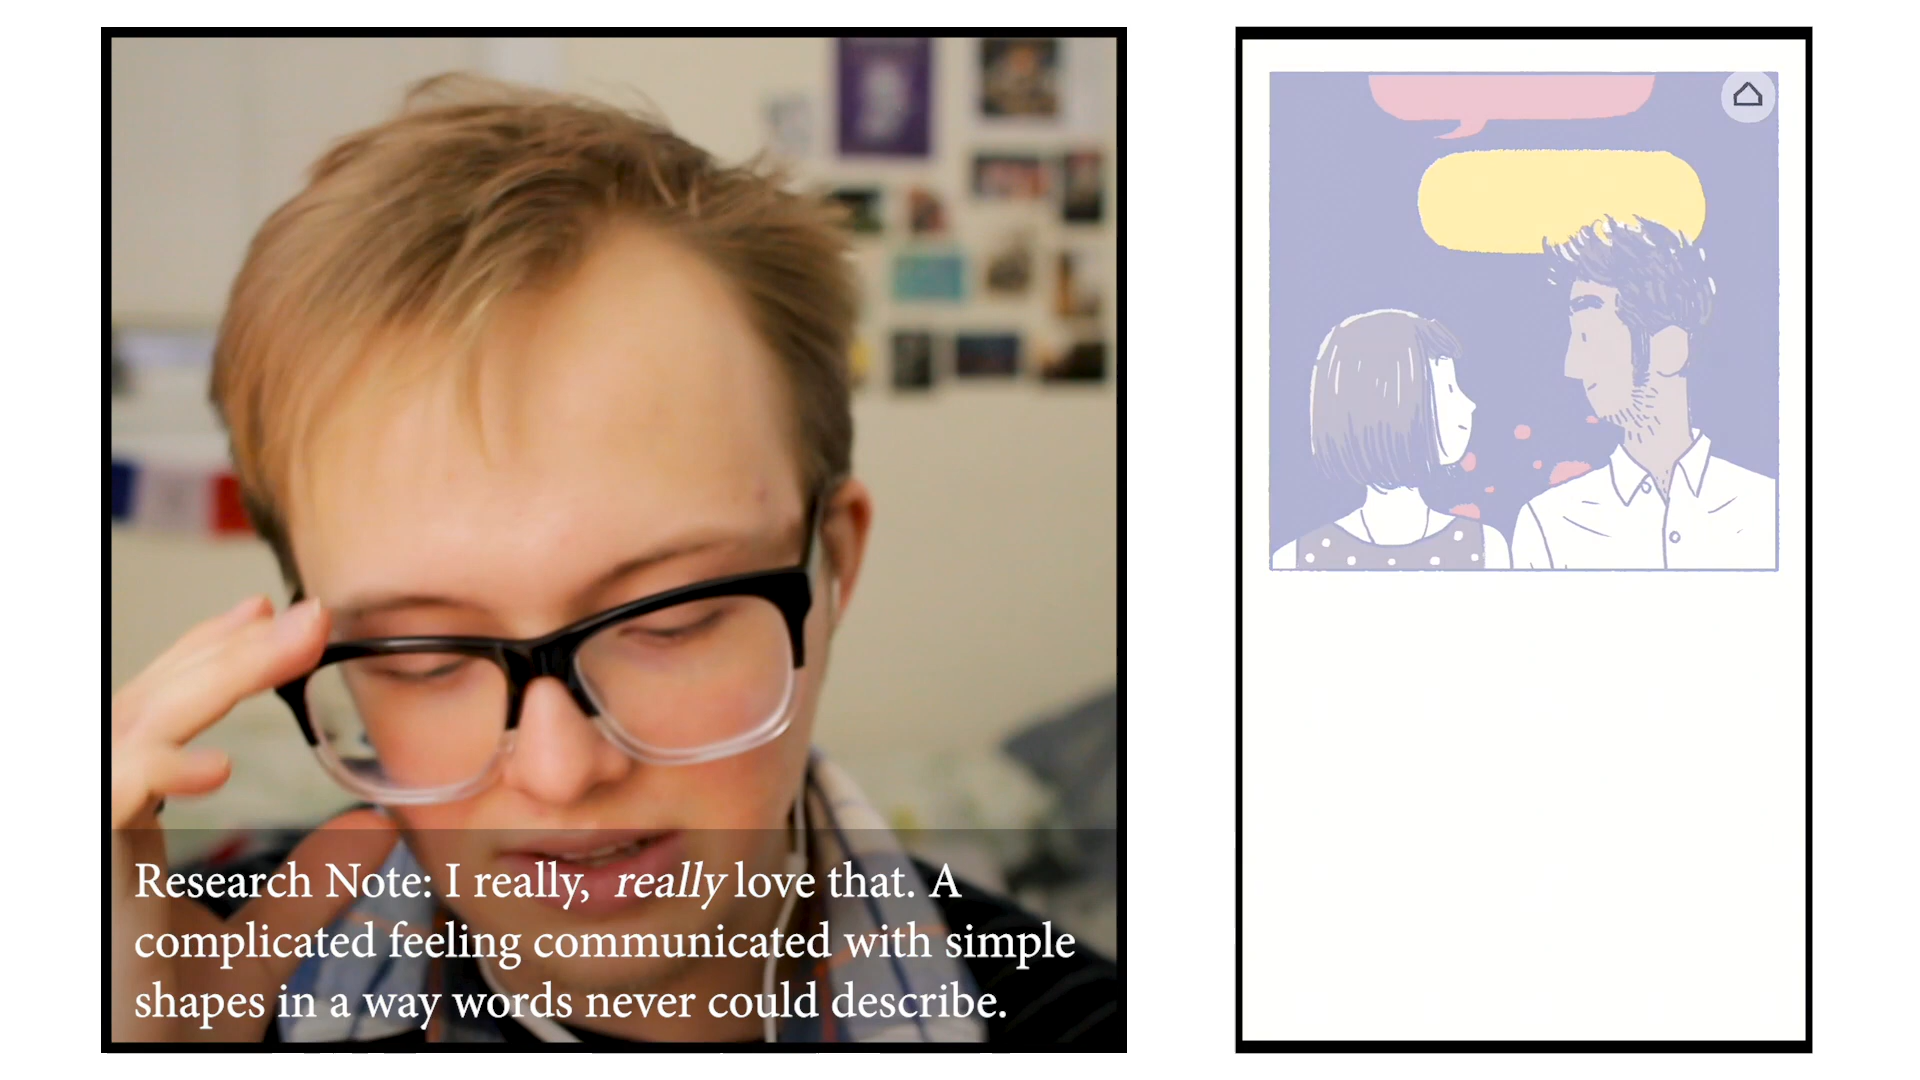 Research Note: I really, really love that. A
complicated feeling communicated with simple
shapes in a way words never could describe.